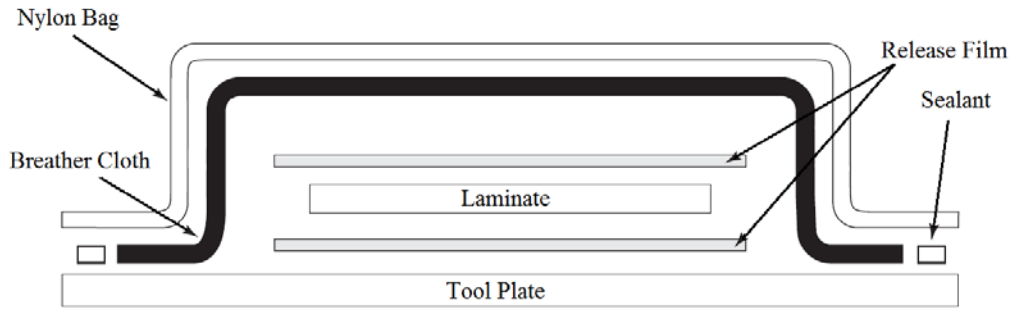 Nylon Bag
Release Film
Sealant
Breather Cloth
Laminate
Tool Plate